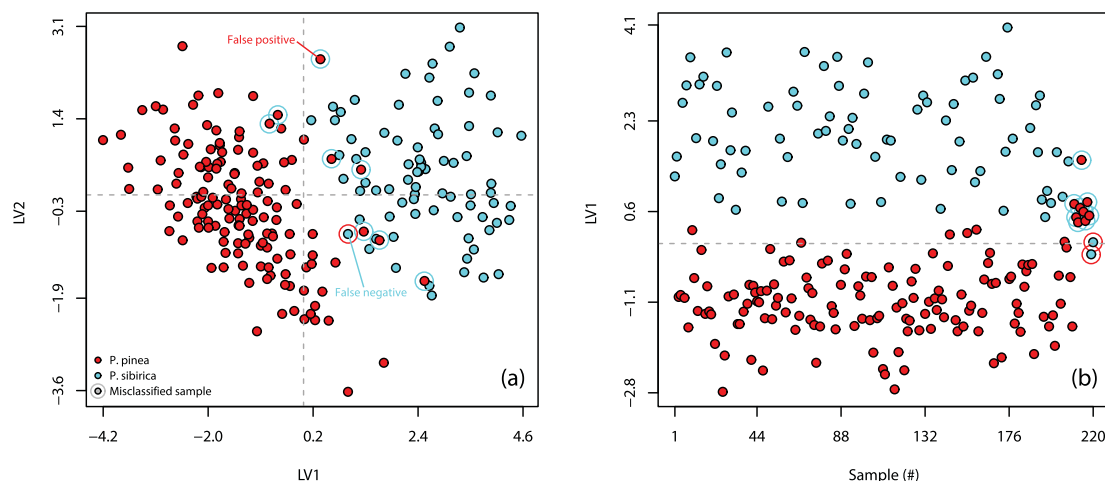 3.1
1.4
−0.3
−1.9
−3.6
LV2
False positive
False negative
P. pinea
P. sibirica
Misclassified sample
(a)
−4.2
−2.0
0.2
2.4
4.6
LV1
4.1
2.3
0.6
−1.1
−2.8
LV1
(b)
1
44
88
132
176
220
Sample (#)